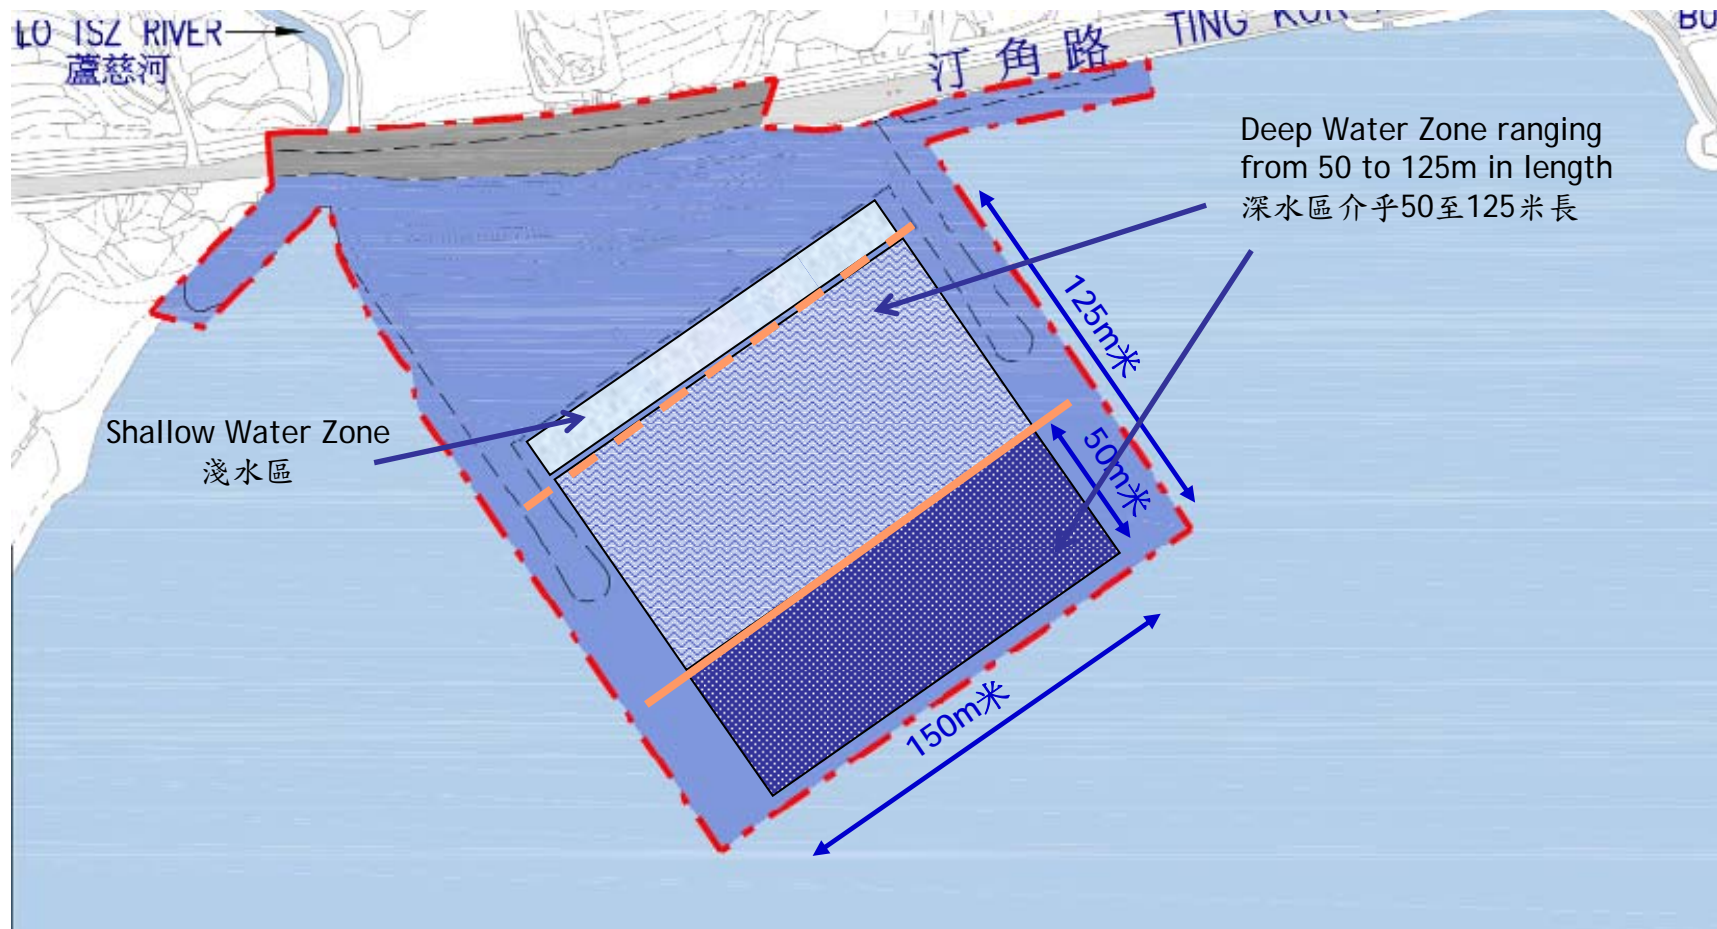 LO TSZ RIVER
蘆慈河
汀角路
TING KOK
BU
Deep Water Zone ranging
from 50 to 125m in length
深水區介乎50至125米長
125m米
Shallow Water Zone
淺水區
50m米
150m米